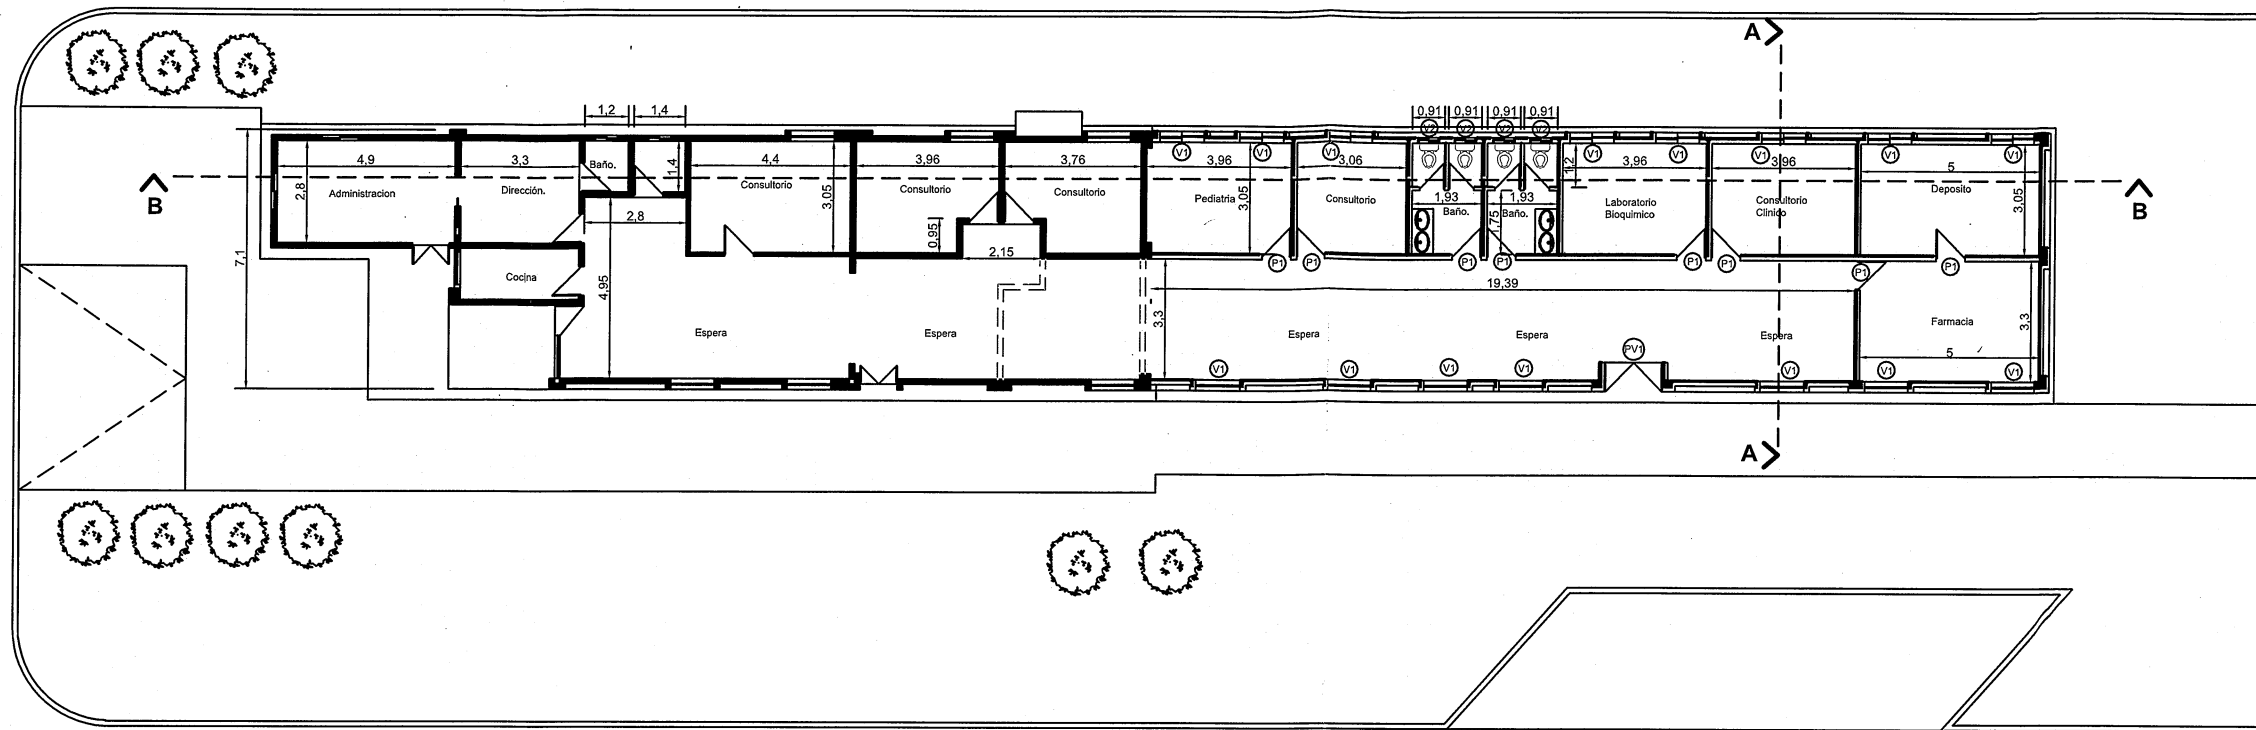 A
1,2
1,4
0,91
0,91
0,91
0,91
V2
V2
V2
V2
4,9
3,3
Baño.
1,4
4,4
3,96
3,76
V1
3,96
V1
V1
3,06
1,2
V1
3,96
V1
V1
3,96
V1
5
V1
B
2,8
Administracion
Dirección.
Consultorio
3,05
Consultorio
Consultorio
Pediatria
3,05
Consultorio
1,93
1,93
Baño.
1,75
Baño.
Laboratorio
Bioquimico
Consultorio
Clinico
Deposito
3,05
B
2,8
0,95
7,1
Cocina
4,95
2,15
P1
P1
P1
P1
P1
P1
P1
P1
19,39
Espera
Espera
3,3
Espera
Espera
Espera
Farmacia
3,3
PV1
5
V1
V1
V1
V1
V1
V1
V1
A